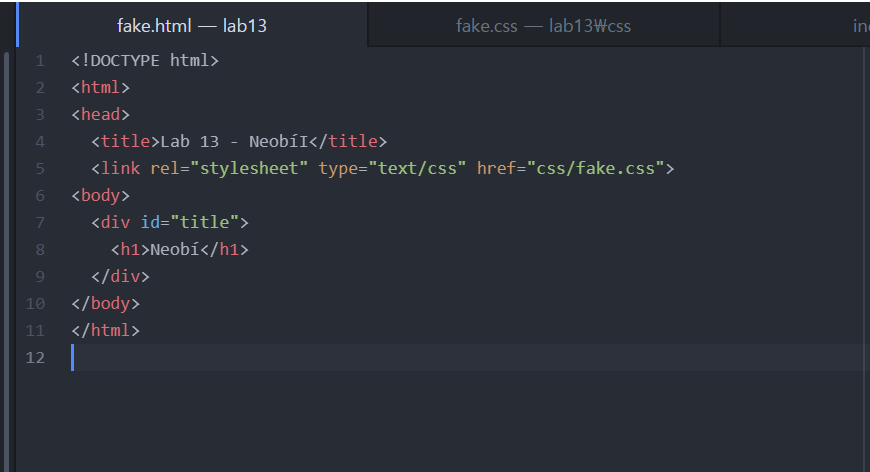 fake.html — lab13
fake.css — lab13₩css
in
1 <!DOCTYPE html>
2 <html>
3 <head>
4   <title>Lab 13 - NeobíI</title>
5   <link rel="stylesheet" type="text/css" href="css/fake.css">
6 <body>
7   <div id="title">
8     <h1>Neobí</h1>
9   </div>
10 </body>
11 </html>
12